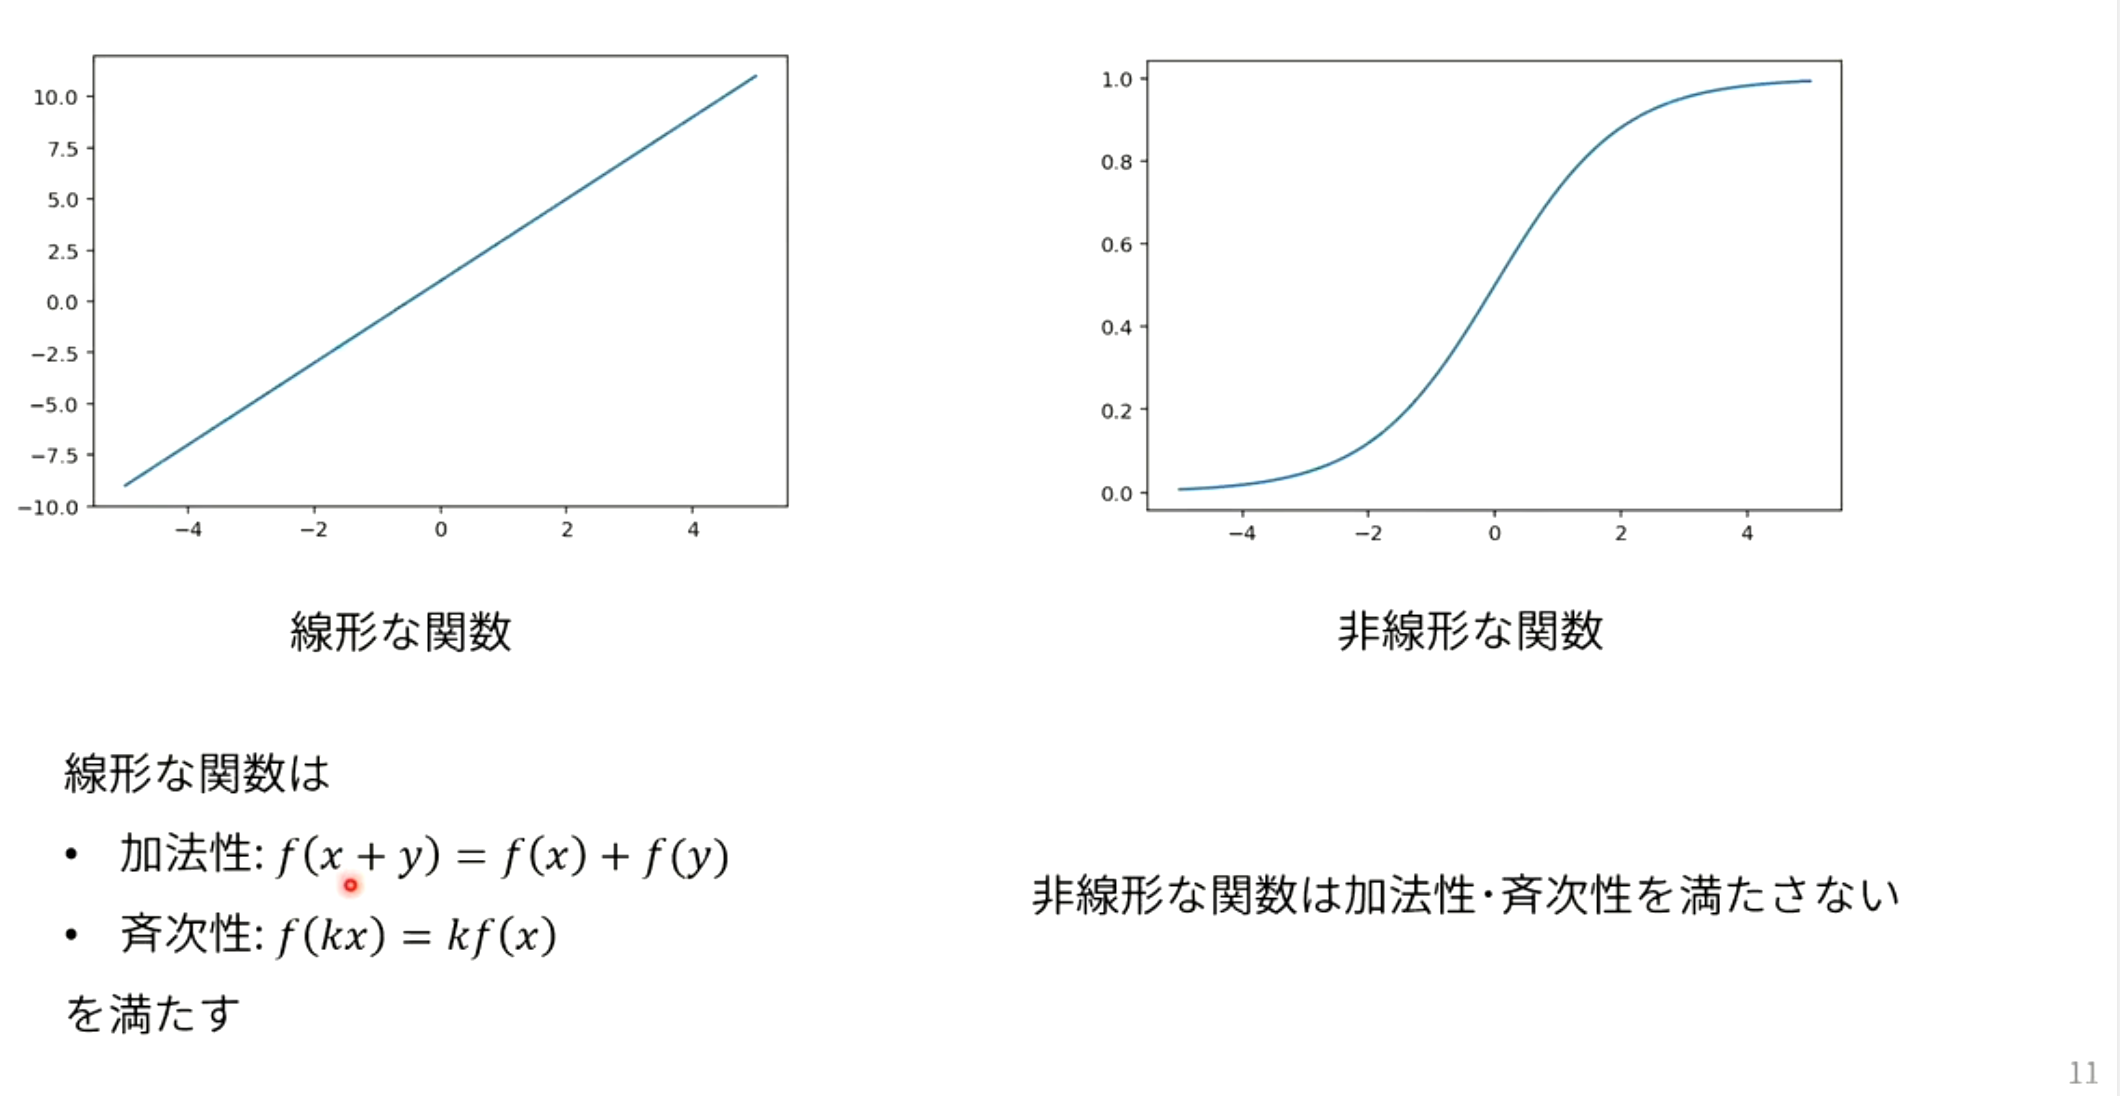 10.0
7.5
5.0
2.5
0.0
−2.5
−5.0
−7.5
−10.0
−4 −2 0 2 4
線形な関数
1.0
0.8
0.6
0.4
0.2
0.0
−4 −2 0 2 4
非線形な関数
線形な関数は
• 加法性: f(x + y) = f(x) + f(y)
• 斉次性: f(kx) = kf(x)
を満たす
非線形な関数は加法性･斉次性を満たさない
11